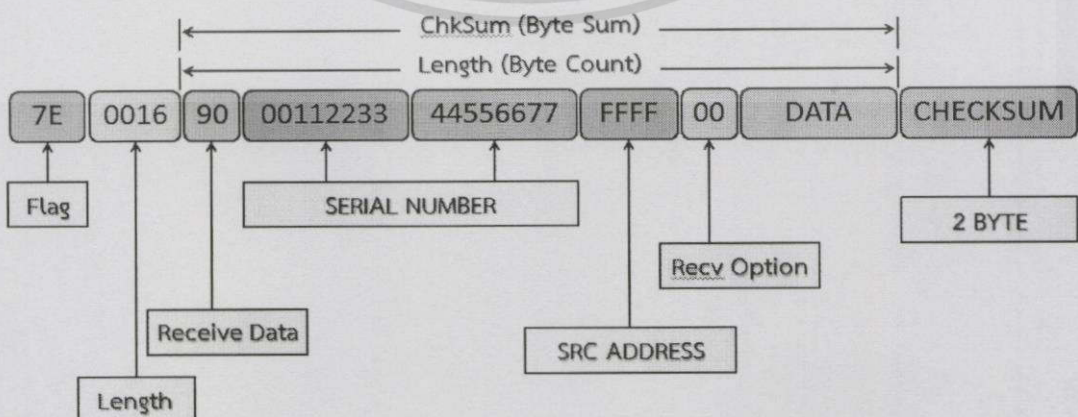 ChkSum (Byte Sum)
Length (Byte Count)
7E 0016 90 00112233 44556677 FFFF 00 DATA CHECKSUM
Flag SERIAL NUMBER 2 BYTE
Recv Option
Receive Data
SRC ADDRESS
Length